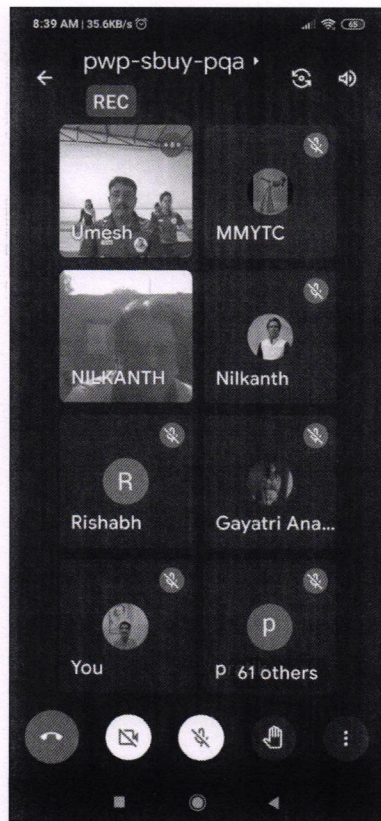 8:39 AM | 35.6KB/s
65
pwp-sbuy-pqa
REC
Umesh
MMYTC
NILKANTH
Nilkanth
R
Rishabh
Gayatri Ana...
You
p
p 61 others